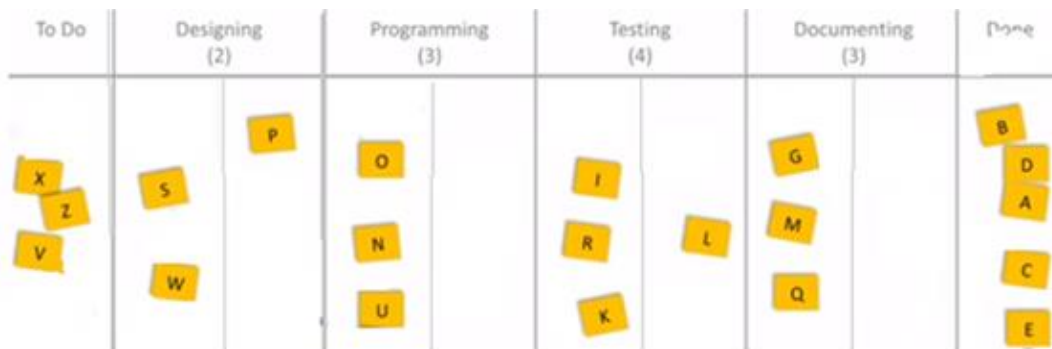 To Do Designing Programming Testing Documenting Done
(2) (3) (4) (3)
P B
O G D
X S I A
Z
V N R L M
W Q C
U K E